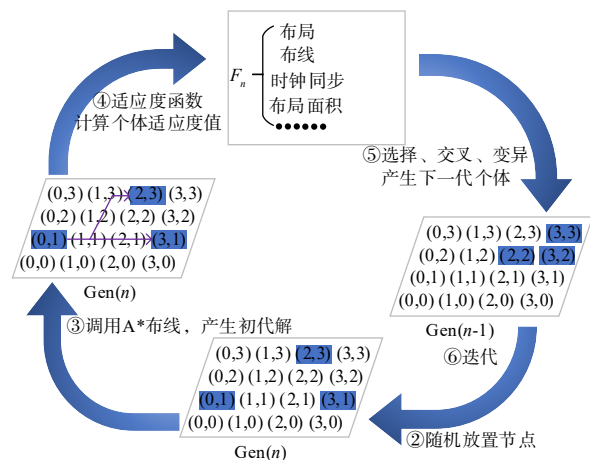 布局
布线
Fn
时钟同步
布局面积
●●●●●●
④适应度函数
计算个体适应度值
⑤选择、交叉、变异
产生下一代个体
(0,3) (1,3) (2,3) (3,3)
(0,2) (1,2) (2,2) (3,2)
(0,1) (1,1) (2,1) (3,1)
(0,0) (1,0) (2,0) (3,0)
Gen(n)
(0,3) (1,3) (2,3) (3,3)
(0,2) (1,2) (2,2) (3,2)
(0,1) (1,1) (2,1) (3,1)
(0,0) (1,0) (2,0) (3,0)
Gen(n-1)
③调用A*布线，产生初代解
⑥迭代
(0,3) (1,3) (2,3) (3,3)
(0,2) (1,2) (2,2) (3,2)
(0,1) (1,1) (2,1) (3,1)
(0,0) (1,0) (2,0) (3,0)
Gen(n)
②随机放置节点